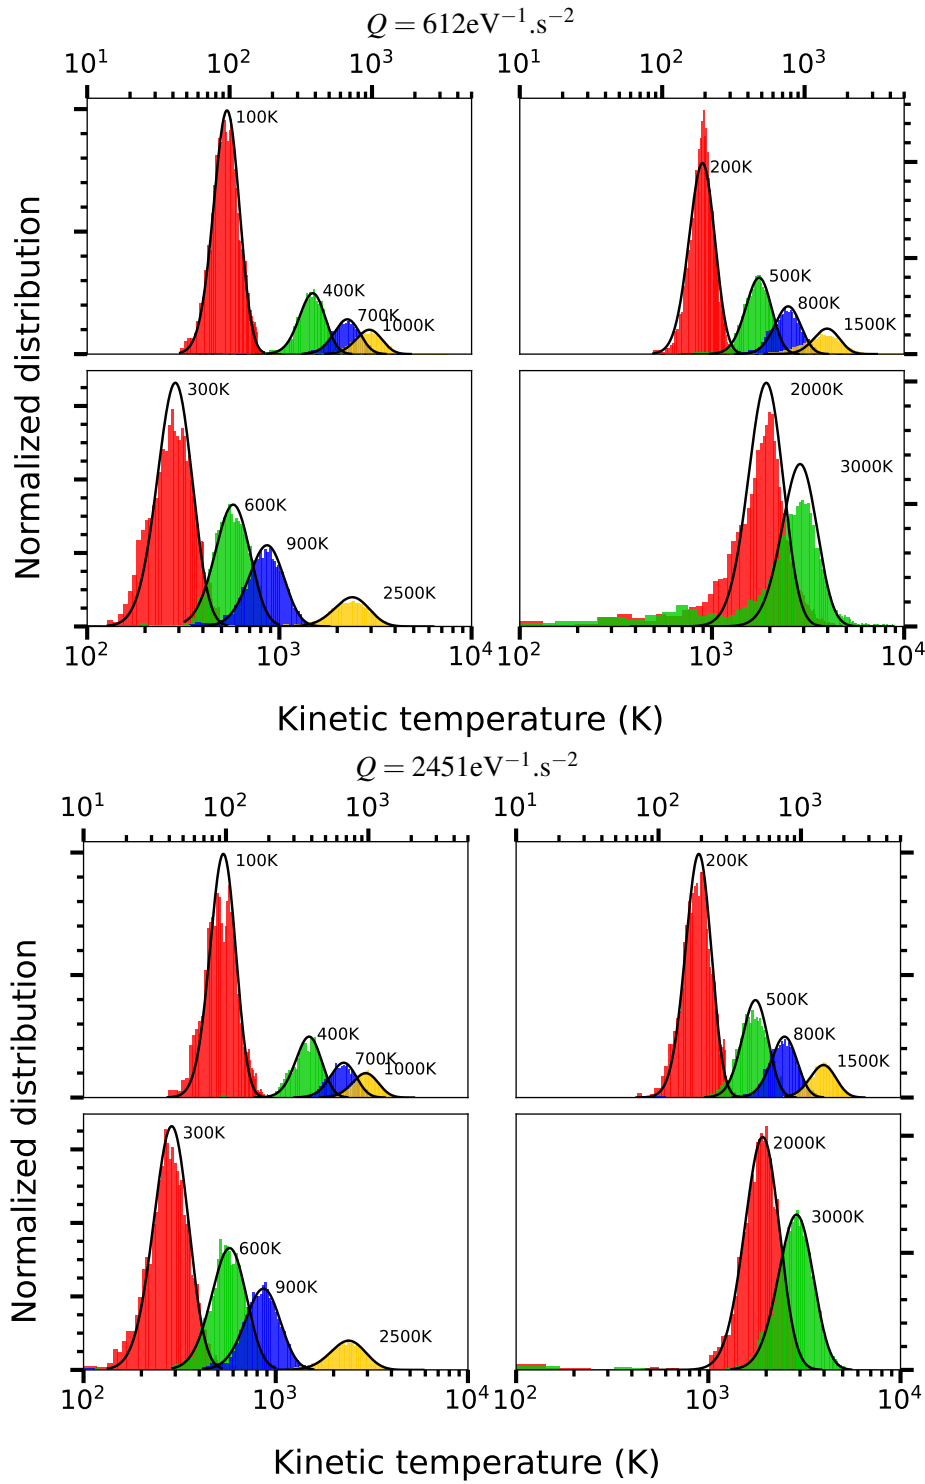 Q = 612eV⁻¹.s⁻²
10¹ 10² 10³ 10¹ 10² 10³
100K
400K
700K
1000K
200K
500K
800K
1500K
Normalized distribution
300K
600K
900K
2500K
2000K
3000K
10² 10³ 10⁴ 10² 10³ 10⁴
Kinetic temperature (K)
Q = 2451eV⁻¹.s⁻²
10¹ 10² 10³ 10¹ 10² 10³
100K
400K
700K
1000K
200K
500K
800K
1500K
Normalized distribution
300K
600K
900K
2500K
2000K
3000K
10² 10³ 10⁴ 10² 10³ 10⁴
Kinetic temperature (K)